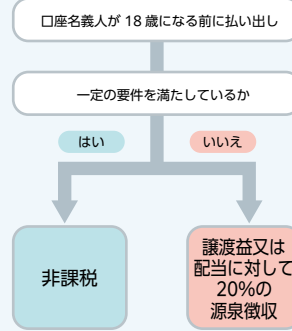 口座名義人が 18 歳になる前に払い出し
一定の要件を満たしているか
はい
いいえ
非課税
譲渡益又は
配当に対して
20%の
源泉徴収